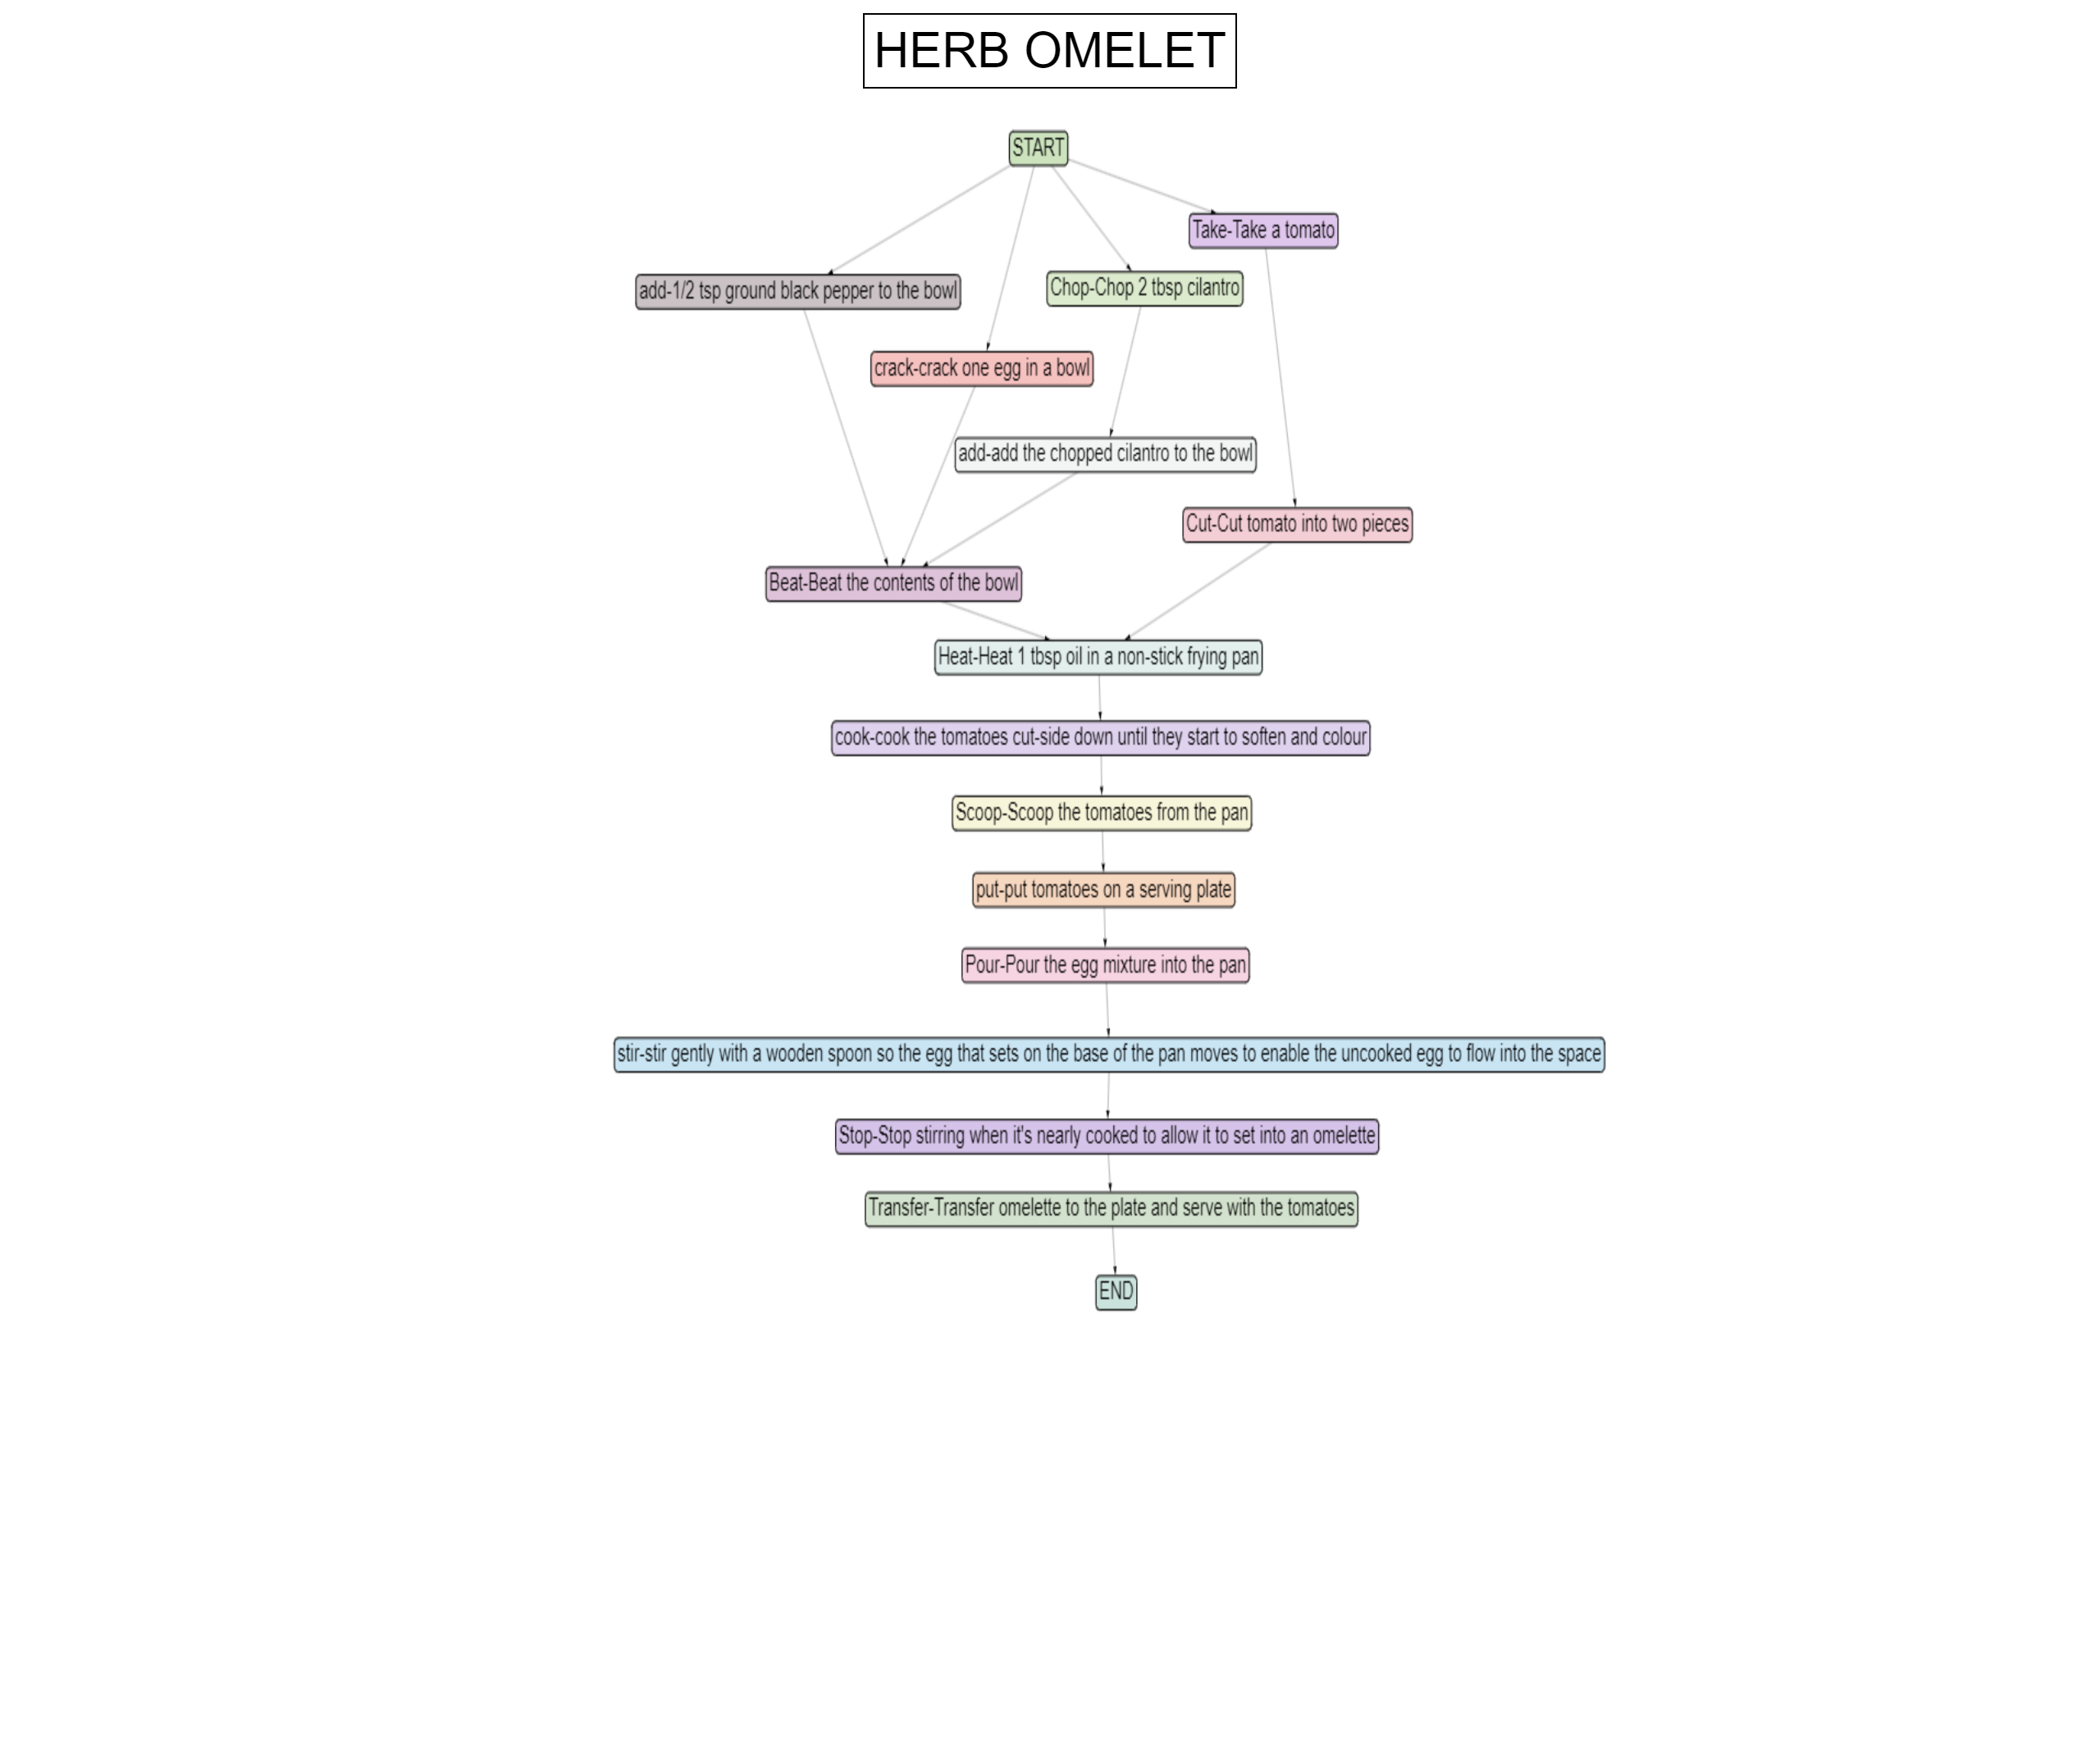 HERB OMELET
START
Take-Take a tomato
add-1/2 tsp ground black pepper to the bowl
Chop-Chop 2 tbsp cilantro
crack-crack one egg in a bowl
add-add the chopped cilantro to the bowl
Cut-Cut tomato into two pieces
Beat-Beat the contents of the bowl
Heat-Heat 1 tbsp oil in a non-stick frying pan
cook-cook the tomatoes cut-side down until they start to soften and colour
Scoop-Scoop the tomatoes from the pan
put-put tomatoes on a serving plate
Pour-Pour the egg mixture into the pan
stir-stir gently with a wooden spoon so the egg that sets on the base of the pan moves to enable the uncooked egg to flow into the space
Stop-Stop stirring when it's nearly cooked to allow it to set into an omelette
Transfer-Transfer omelette to the plate and serve with the tomatoes
END